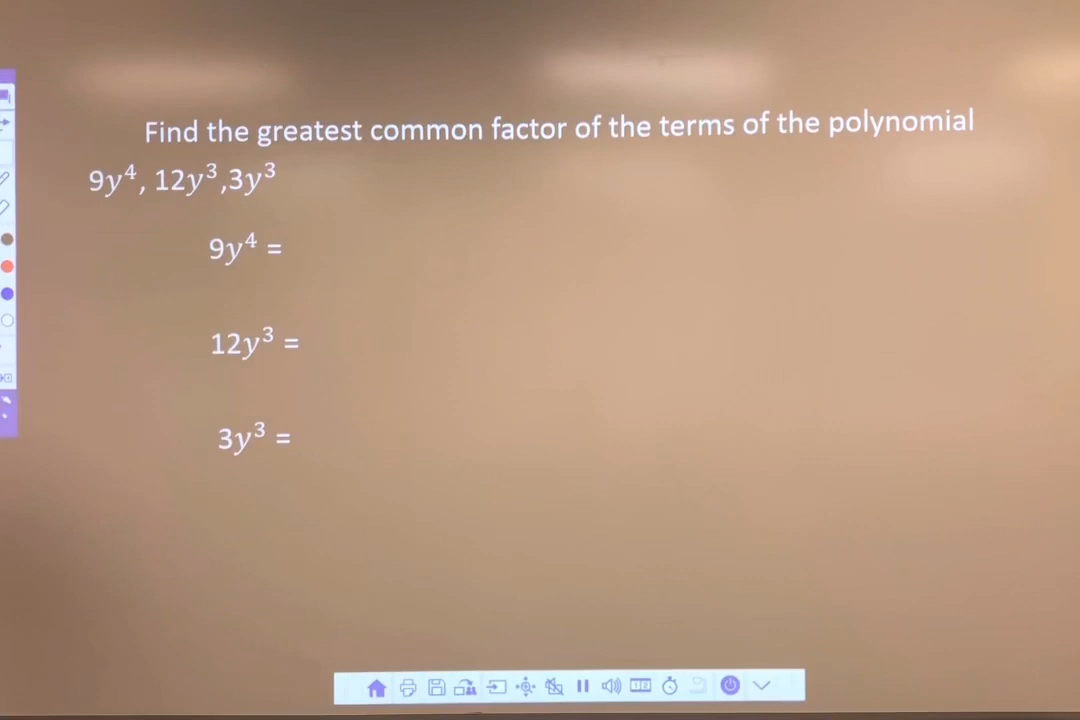 Find the greatest common factor of the terms of the polynomial
9y⁴, 12y³,3y³
9y⁴ =
12y³ =
3y³ =